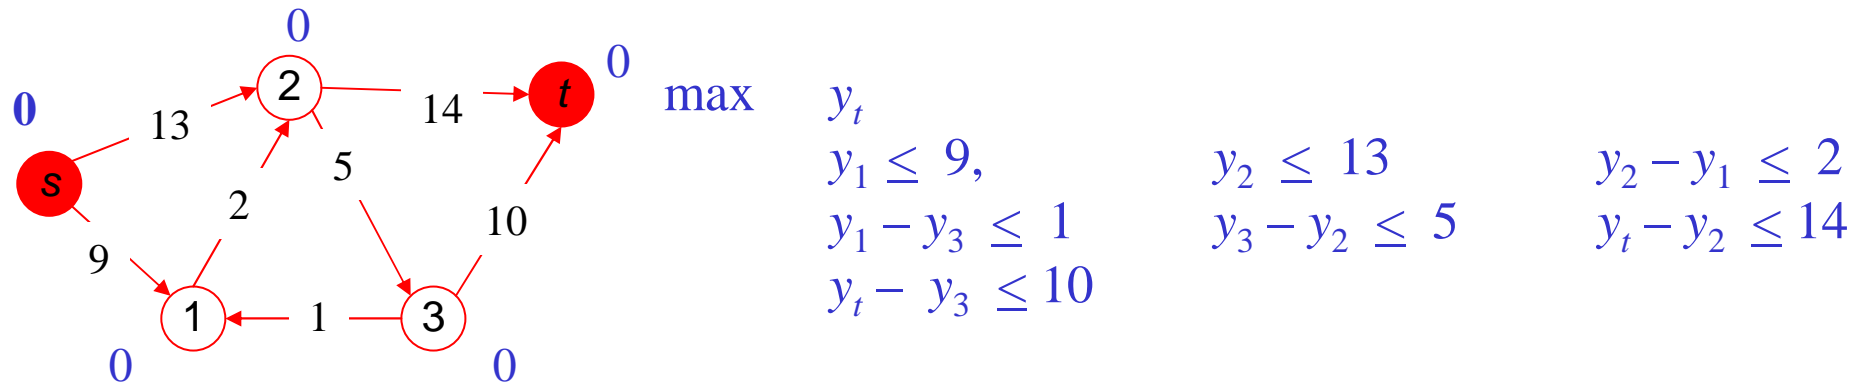 0
0
0
2
t
max y_t
14
13
s
y_1 ≤ 9, y_2 ≤ 13 y_2 – y_1 ≤ 2
5
2
10
y_1 – y_3 ≤ 1 y_3 – y_2 ≤ 5 y_t – y_2 ≤ 14
9
y_t – y_3 ≤ 10
1
1
3
0
0